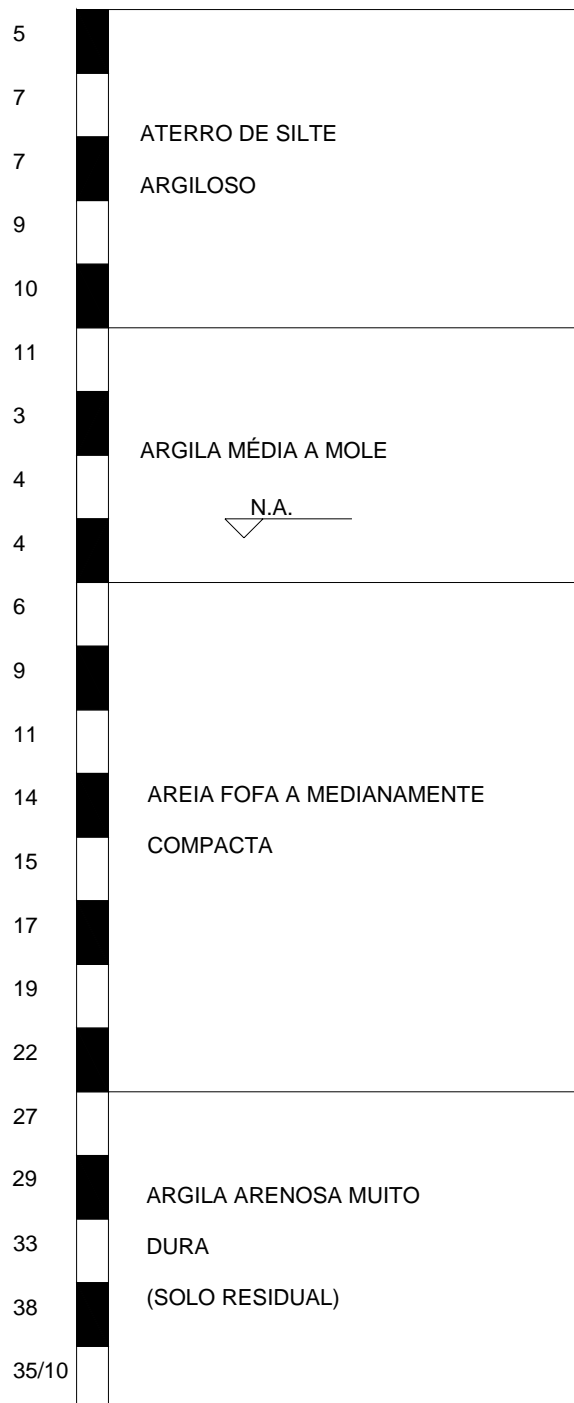 5
7
ATERRO DE SILTE
7
ARGILOSO
9
10
11
3
ARGILA MÉDIA A MOLE
4
N.A.
4
6
9
11
14
AREIA FOFA A MEDIANAMENTE
COMPACTA
15
17
19
22
27
29
ARGILA ARENOSA MUITO
33
DURA
38
(SOLO RESIDUAL)
35/10